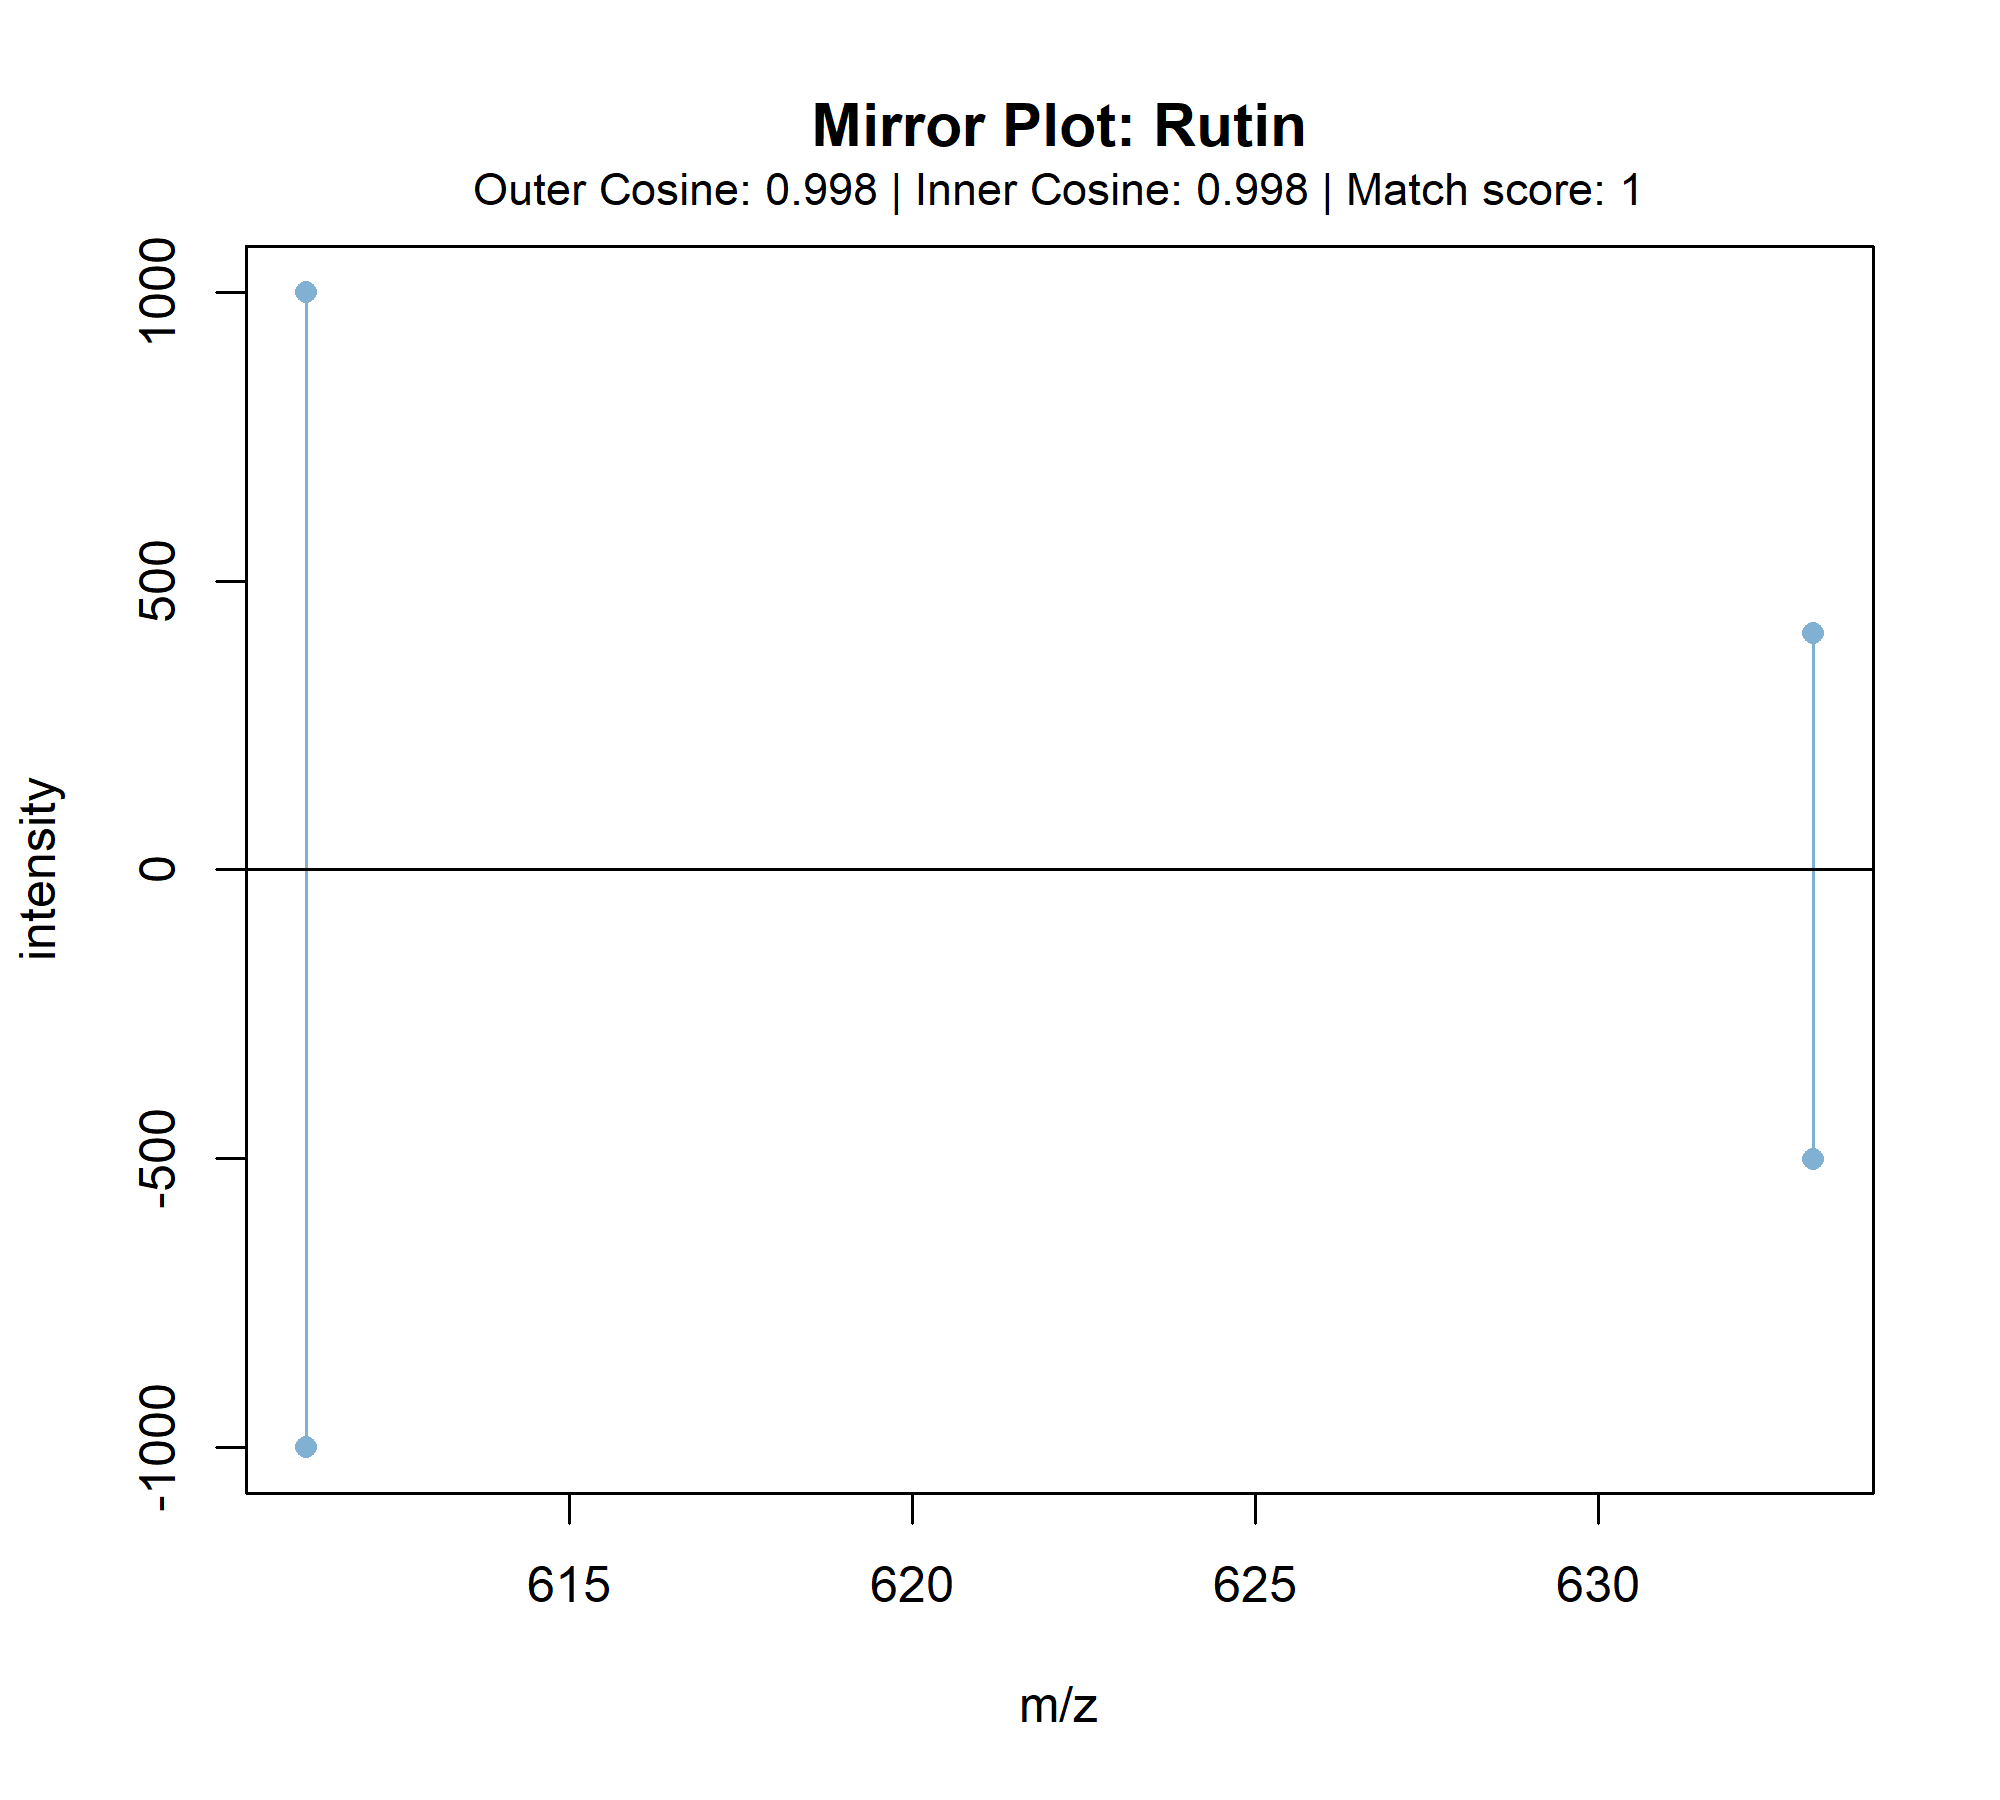 Mirror Plot: Rutin
Outer Cosine: 0.998 | Inner Cosine: 0.998 | Match score: 1
1000
500
0
-500
-1000
intensity
615 620 625 630
m/z